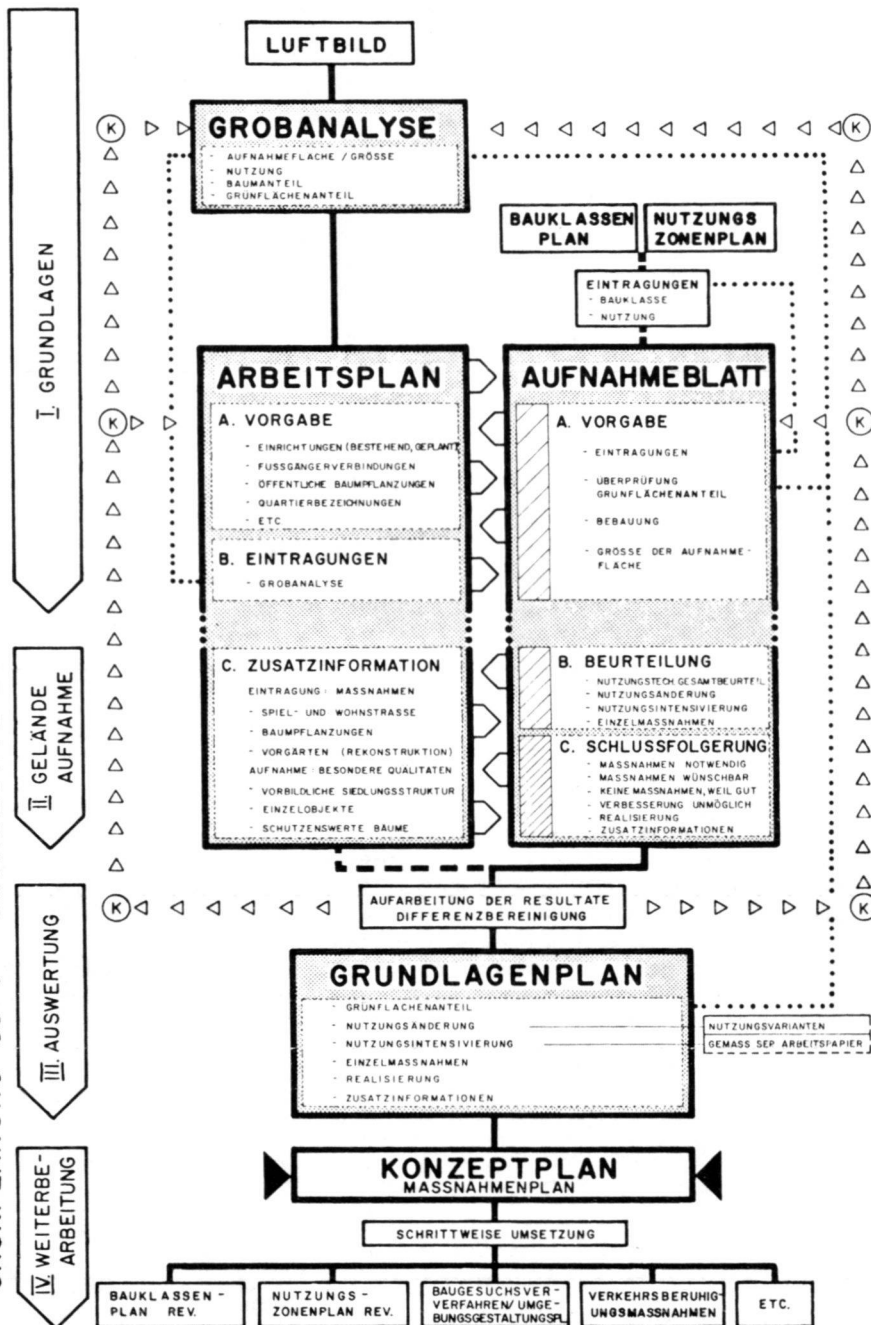 LUFTBILD
GROBANALYSE
- AUFNAHMEFLÄCHE / GRÖSSE
- NUTZUNG
- BAUMANTEIL
- GRÜNFLÄCHENANTEIL
K
K
BAUKLASSEN
PLAN
NUTZUNGS
ZONENPLAN
EINTRAGUNGEN
- BAUKLASSE
- NUTZUNG
I. GRUNDLAGEN
ARBEITSPLAN
A. VORGABE
- EINRICHTUNGEN (BESTEHEND, GEPLANT)
- FUSSGÄNGERVERBINDUNGEN
- ÖFFENTLICHE BAUMPFLANZUNGEN
- QUARTIERBEZEICHNUNGEN
- ETC
B. EINTRAGUNGEN
- GROBANALYSE
AUFNAHMEBLATT
A. VORGABE
- EINTRAGUNGEN
- ÜBERPRÜFUNG
GRÜNFLÄCHENANTEIL
- BEBAUUNG
- GRÖSSE DER AUFNAHME-
FLÄCHE
K
K
II. GELÄNDE
AUFNAHME
C. ZUSATZINFORMATION
EINTRAGUNG : MASSNAHMEN
- SPIEL- UND WOHNSTRASSE
- BAUMPFLANZUNGEN
- VORGÄRTEN (REKONSTRUKTION)
AUFNAHME : BESONDERE QUALITÄTEN
- VORBILDLICHE SIEDLUNGSSTRUKTUR
- EINZELOBJEKTE
- SCHUTZENSWERTE BÄUME
B. BEURTEILUNG
- NUTZUNGSTECH. GESAMTBEURTEIL
- NUTZUNGSÄNDERUNG
- NUTZUNGSINTENSIVIERUNG
- EINZELMASSNAHMEN
C. SCHLUSSFOLGERUNG
- MASSNAHMEN NOTWENDIG
- MASSNAHMEN WÜNSCHBAR
- KEINE MASSNAHMEN, WEIL GUT
- VERBESSERUNG UNMÖGLICH
- REALISIERUNG
- ZUSATZINFORMATIONEN
K
AUFARBEITUNG DER RESULTATE
DIFFERENZBEREINIGUNG
K
III. AUSWERTUNG
GRUNDLAGENPLAN
- GRÜNFLÄCHENANTEIL
- NUTZUNGSÄNDERUNG
- NUTZUNGSINTENSIVIERUNG
- EINZELMASSNAHMEN
- REALISIERUNG
- ZUSATZINFORMATIONEN
NUTZUNGSVARIANTEN
GEMÄSS SEP ARBEITSPAPIER
IV. WEITERBE-
ARBEITUNG
KONZEPTPLAN
MASSNAHMENPLAN
SCHRITTWEISE UMSETZUNG
BAUKLASSEN -
PLAN REV.
NUTZUNGS -
ZONENPLAN REV.
BAUGESUCHSVER-
VERFAHREN/ UMGE-
BUNGSGESTALTUNGSPL.
VERKEHRSBERUHIG-
UNGSMASSNAHMEN
ETC.